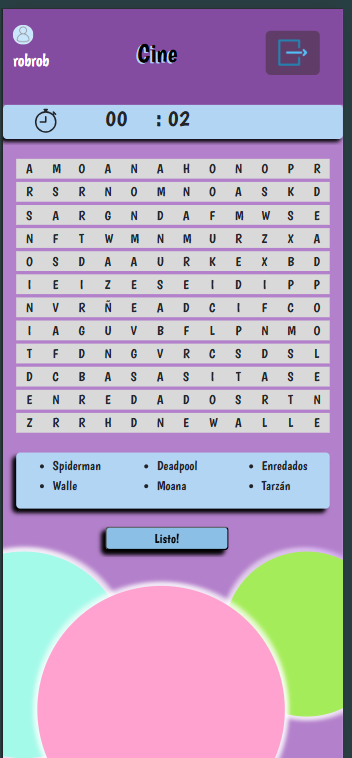 robrob
Cine
00 : 02
A M O A N A H O N O P R
R S R N O M N O A S K D
S A R G N D A F M W S E
N F T W M N M U R Z X A
O S D A A U R K E X B D
I E I Z E S E I D I P P
N V R Ñ E A D C I F C O
I A G U V B F L P N M O
T F D N G V R C S D S L
D C B A S A S I T A S E
E N R E D A D O S R T N
Z R R H D N E W A L L E
• Spiderman • Deadpool • Enredados
• Walle • Moana • Tarzán
Listo!